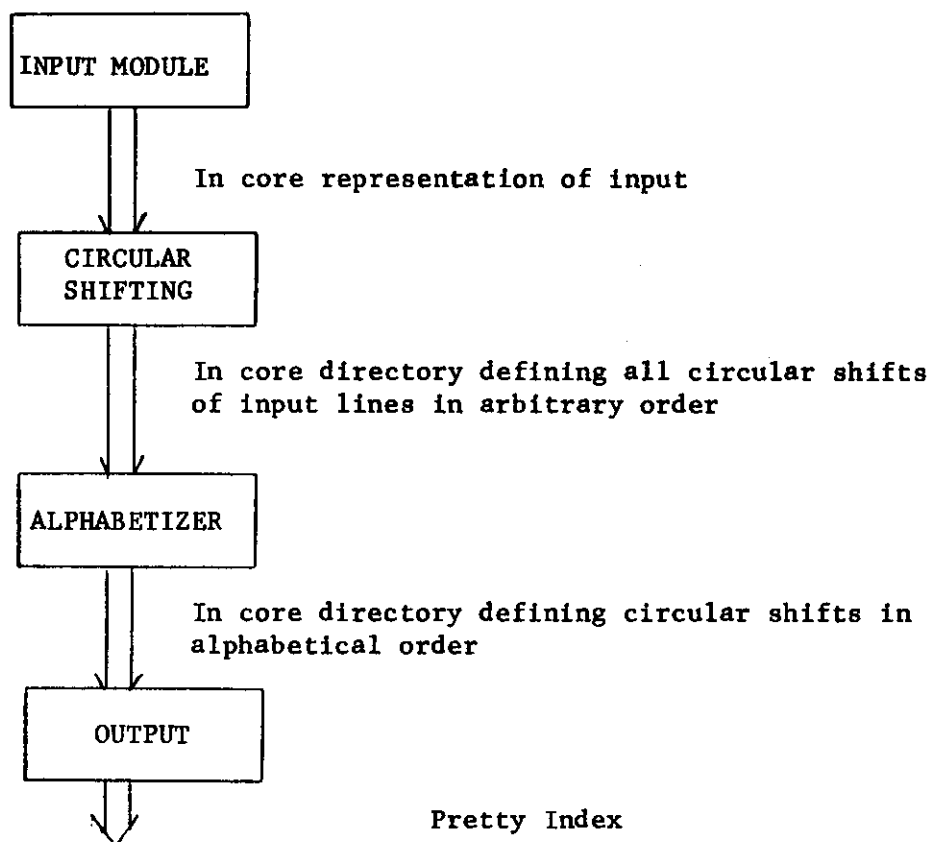 INPUT MODULE
In core representation of input
CIRCULAR
SHIFTING
In core directory defining all circular shifts
of input lines in arbitrary order
ALPHABETIZER
In core directory defining circular shifts in
alphabetical order
OUTPUT
Pretty Index